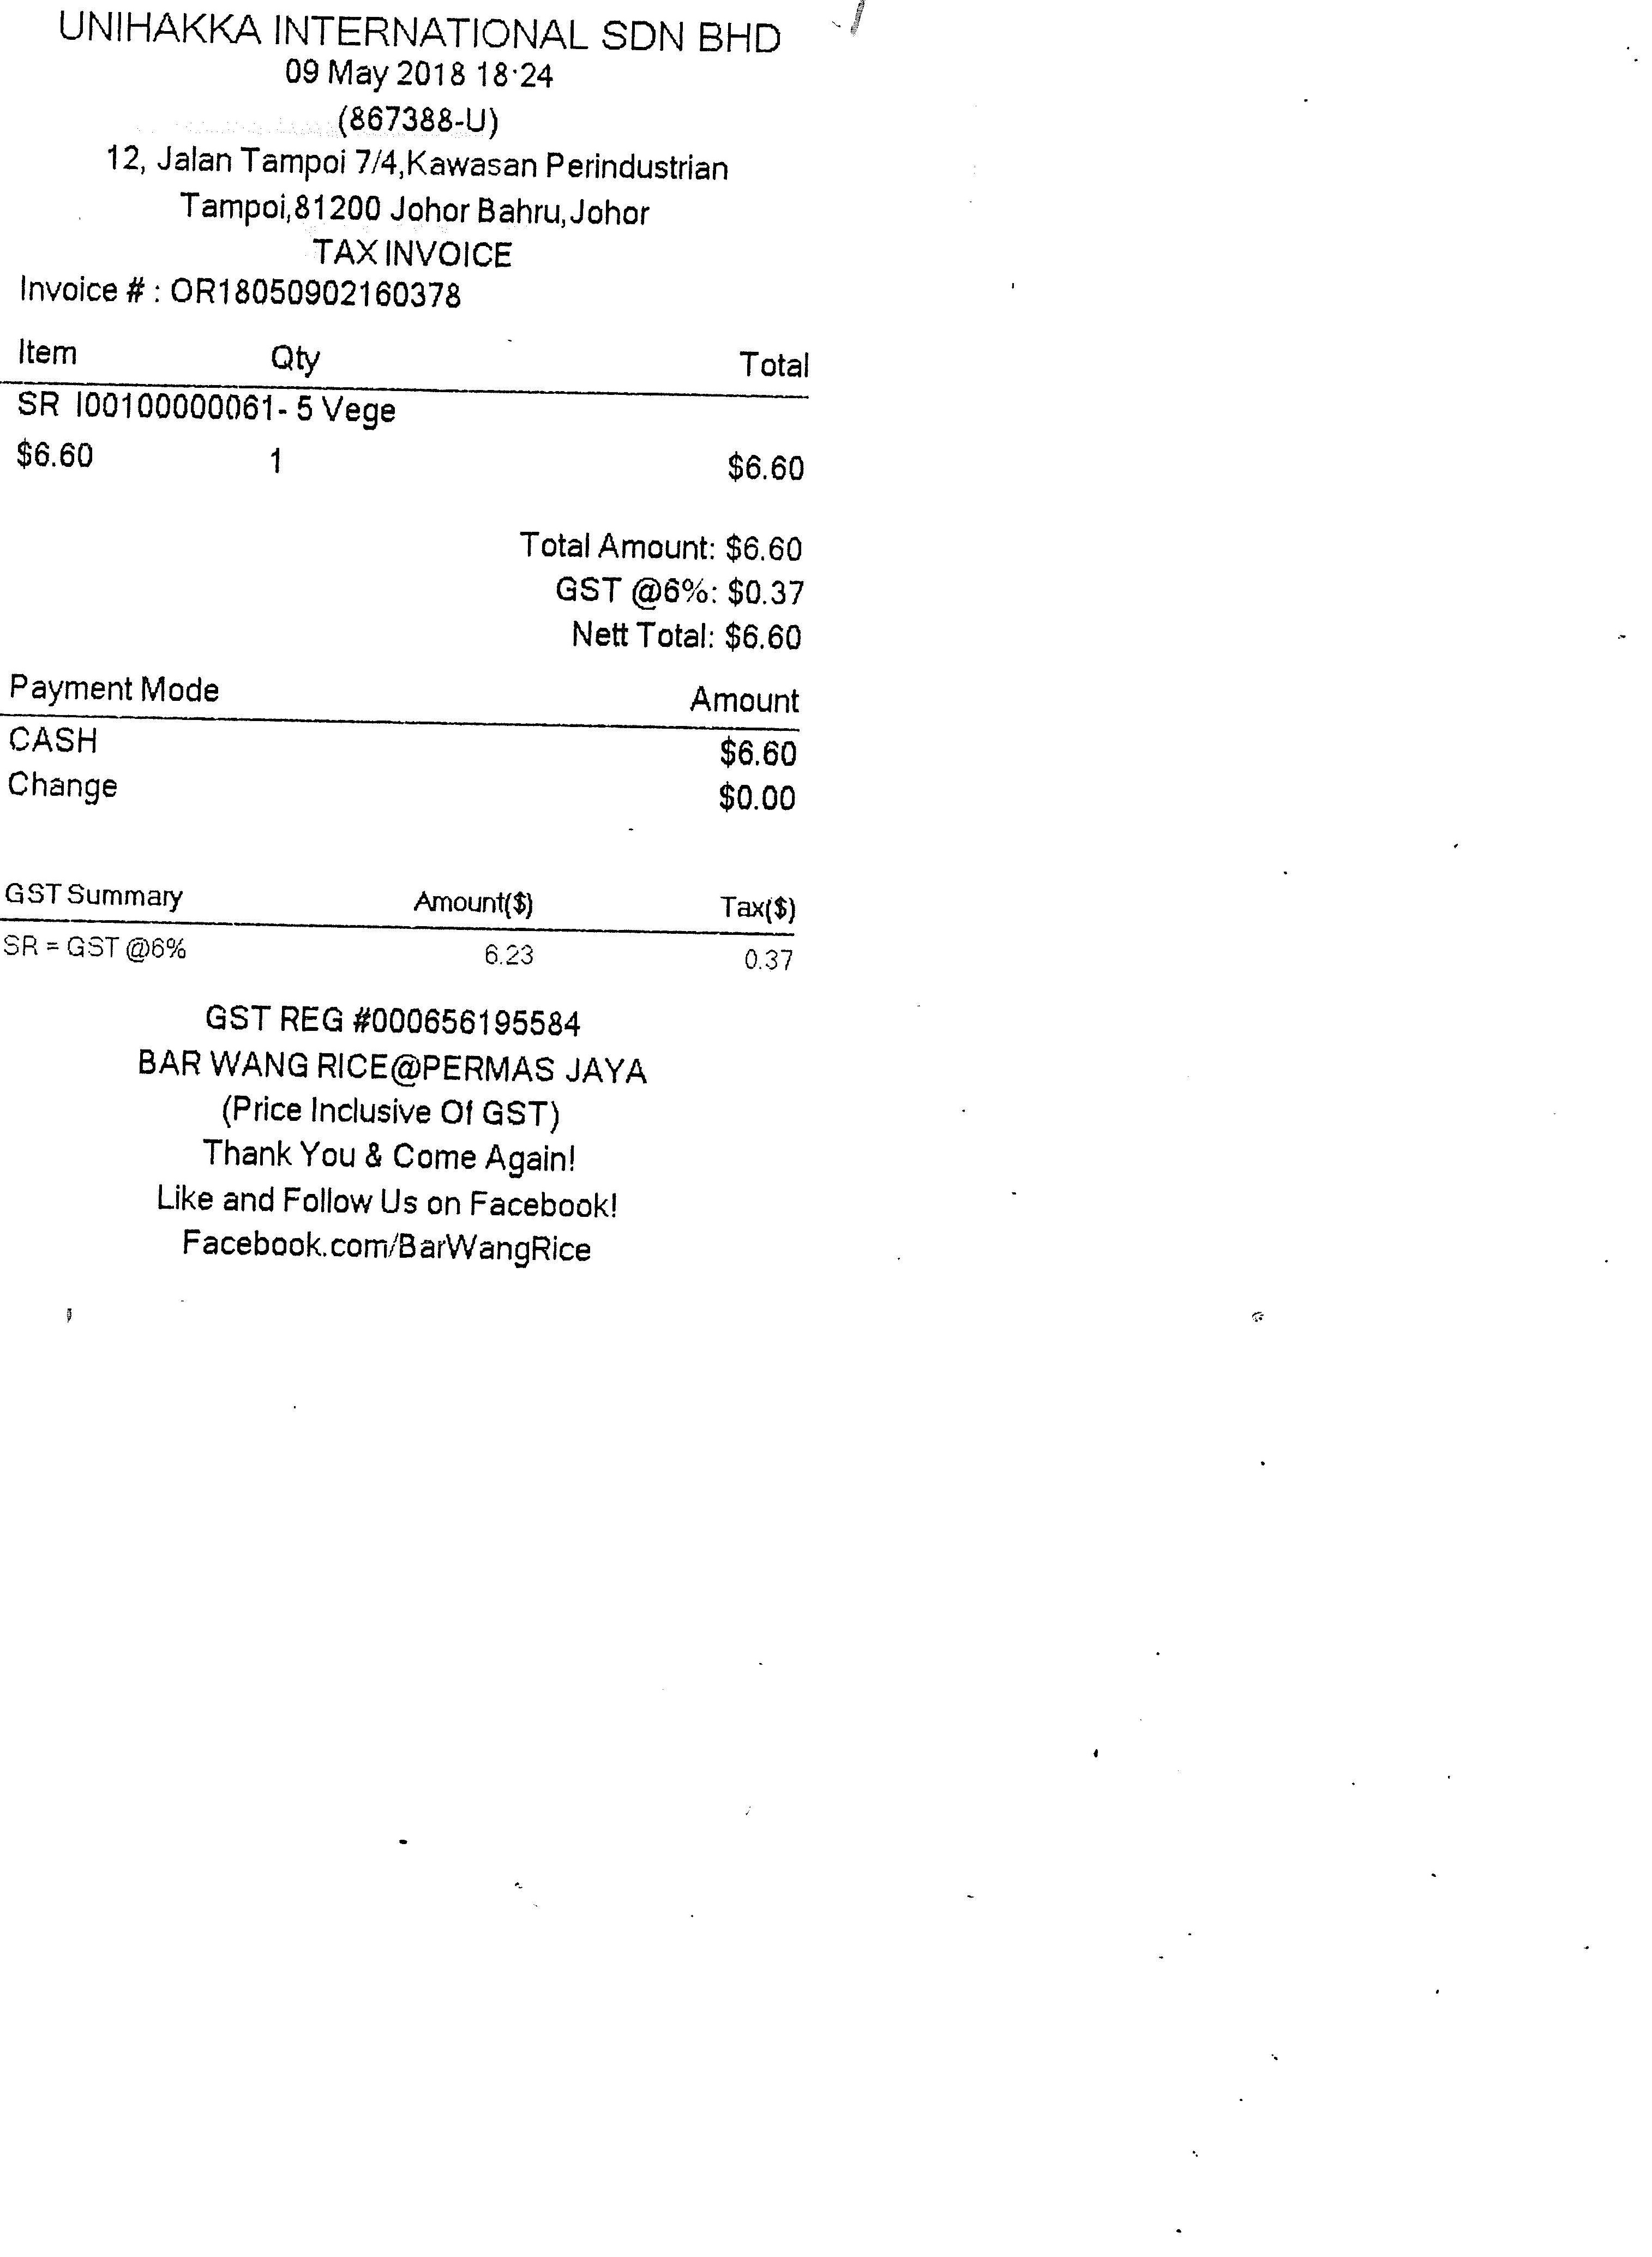 UNIHAKKA INTERNATIONAL SDN BHD
09 May 2018 18:24
(867388-U)
12, Jalan Tampoi 7/4,Kawasan Perindustrian
Tampoi,81200 Johor Bahru,Johor
TAX INVOICE
Invoice # : OR18050902160378
Item Qty Total
SR I00100000061- 5 Vege
$6.60 1 $6.60
Total Amount: $6.60
GST @6%: $0.37
Nett Total: $6.60
Payment Mode Amount
CASH $6.60
Change $0.00
GST Summary Amount($) Tax($)
SR = GST @6% 6.23 0.37
GST REG #000656195584
BAR WANG RICE@PERMAS JAYA
(Price Inclusive Of GST)
Thank You & Come Again!
Like and Follow Us on Facebook!
Facebook.com/BarWangRice